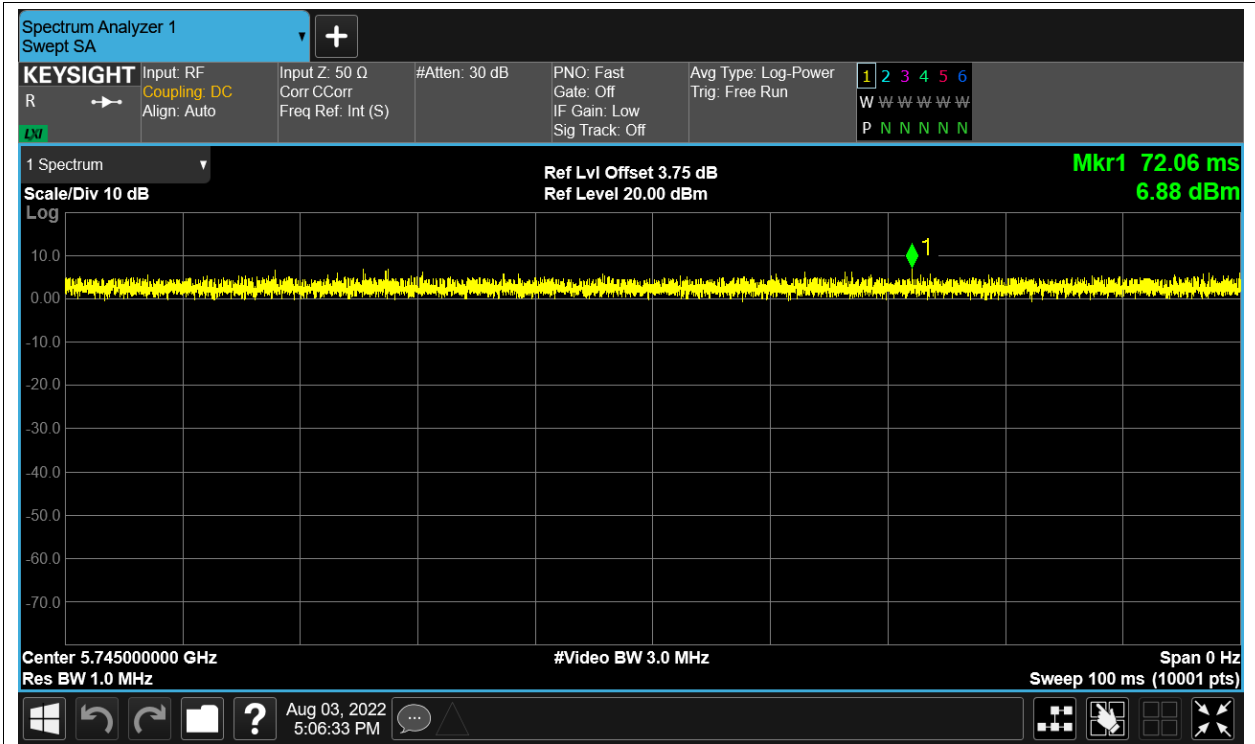 Spectrum Analyzer 1
Swept SA
KEYSIGHT
R
LXI
Input: RF
Coupling: DC
Align: Auto
Input Z: 50 Ω
Corr CCorr
Freq Ref: Int (S)
#Atten: 30 dB
PNO: Fast
Gate: Off
IF Gain: Low
Sig Track: Off
Avg Type: Log-Power
Trig: Free Run
1 2 3 4 5 6
W W W W W W
P N N N N N
1 Spectrum
Scale/Div 10 dB
Ref Lvl Offset 3.75 dB
Ref Level 20.00 dBm
Mkr1 72.06 ms
6.88 dBm
Log
1
10.0
0.00
-10.0
-20.0
-30.0
-40.0
-50.0
-60.0
-70.0
Center 5.745000000 GHz
#Video BW 3.0 MHz
Span 0 Hz
Res BW 1.0 MHz
Sweep 100 ms (10001 pts)
?
Aug 03, 2022
5:06:33 PM